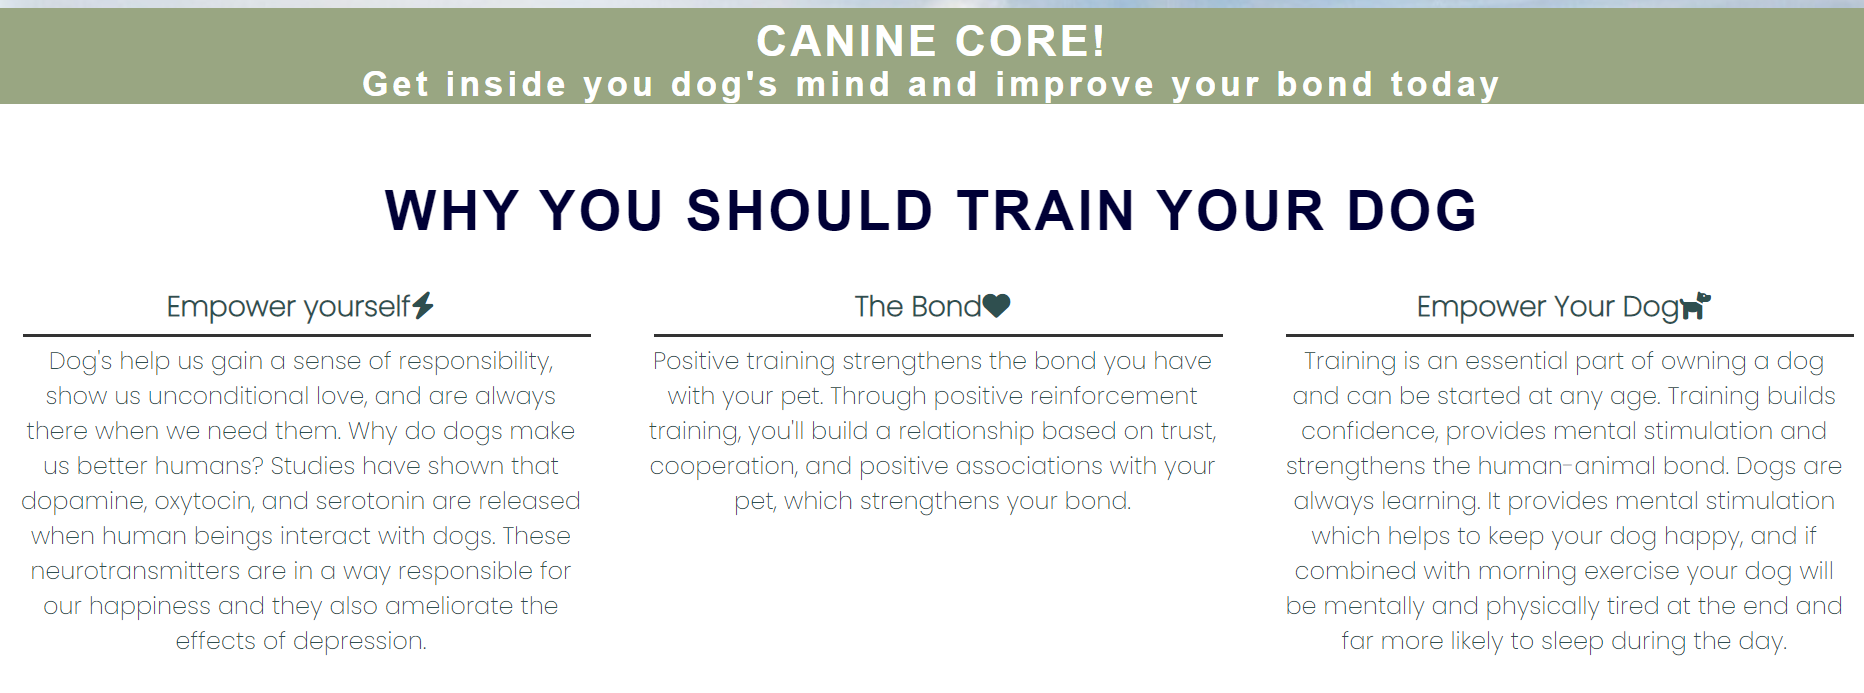 CANINE CORE!
Get inside you dog's mind and improve your bond today
WHY YOU SHOULD TRAIN YOUR DOG
Empower yourself
Dog's help us gain a sense of responsibility,
show us unconditional love, and are always
there when we need them. Why do dogs make
us better humans? Studies have shown that
dopamine, oxytocin, and serotonin are released
when human beings interact with dogs. These
neurotransmitters are in a way responsible for
our happiness and they also ameliorate the
effects of depression.
The Bond
Positive training strengthens the bond you have
with your pet. Through positive reinforcement
training, you'll build a relationship based on trust,
cooperation, and positive associations with your
pet, which strengthens your bond.
Empower Your Dog
Training is an essential part of owning a dog
and can be started at any age. Training builds
confidence, provides mental stimulation and
strengthens the human-animal bond. Dogs are
always learning. It provides mental stimulation
which helps to keep your dog happy, and if
combined with morning exercise your dog will
be mentally and physically tired at the end and
far more likely to sleep during the day.